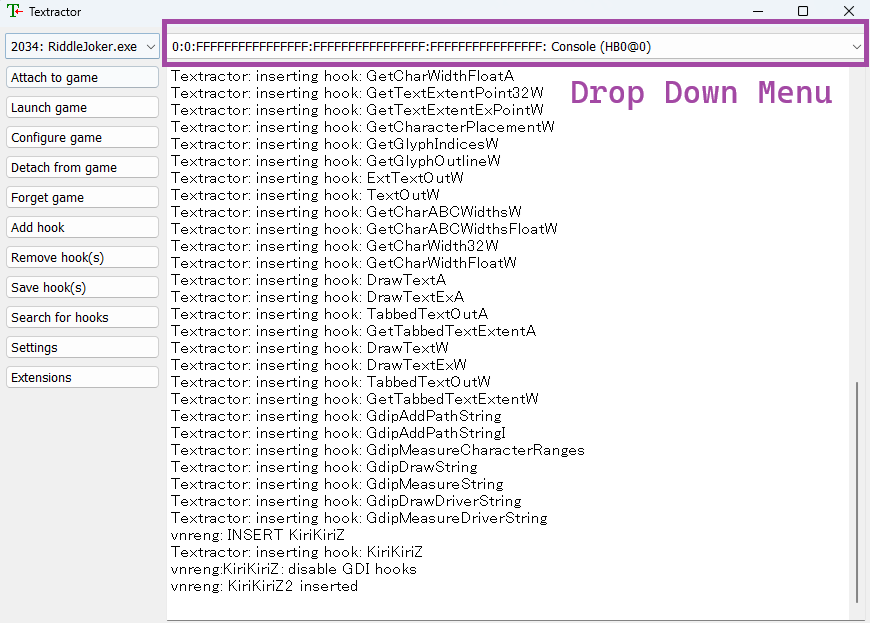 Textractor
2034: RiddleJoker.exe
0:0:FFFFFFFFFFFFFFFF:FFFFFFFFFFFFFFFF:FFFFFFFFFFFFFFFF: Console (HB0@0)
Attach to game
Launch game
Configure game
Detach from game
Forget game
Add hook
Remove hook(s)
Save hook(s)
Search for hooks
Settings
Extensions
Drop Down Menu
Textractor: inserting hook: GetCharWidthFloatA
Textractor: inserting hook: GetTextExtentPoint32W
Textractor: inserting hook: GetTextExtentExPointW
Textractor: inserting hook: GetCharacterPlacementW
Textractor: inserting hook: GetGlyphIndicesW
Textractor: inserting hook: GetGlyphOutlineW
Textractor: inserting hook: ExtTextOutW
Textractor: inserting hook: TextOutW
Textractor: inserting hook: GetCharABCWidthsW
Textractor: inserting hook: GetCharABCWidthsFloatW
Textractor: inserting hook: GetCharWidth32W
Textractor: inserting hook: GetCharWidthFloatW
Textractor: inserting hook: DrawTextA
Textractor: inserting hook: DrawTextExA
Textractor: inserting hook: TabbedTextOutA
Textractor: inserting hook: GetTabbedTextExtentA
Textractor: inserting hook: DrawTextW
Textractor: inserting hook: DrawTextExW
Textractor: inserting hook: TabbedTextOutW
Textractor: inserting hook: GetTabbedTextExtentW
Textractor: inserting hook: GdipAddPathString
Textractor: inserting hook: GdipAddPathStringI
Textractor: inserting hook: GdipMeasureCharacterRanges
Textractor: inserting hook: GdipDrawString
Textractor: inserting hook: GdipMeasureString
Textractor: inserting hook: GdipDrawDriverString
Textractor: inserting hook: GdipMeasureDriverString
vnreng: INSERT KiriKiriZ
Textractor: inserting hook: KiriKiriZ
vnreng:KiriKiriZ: disable GDI hooks
vnreng: KiriKiriZ2 inserted